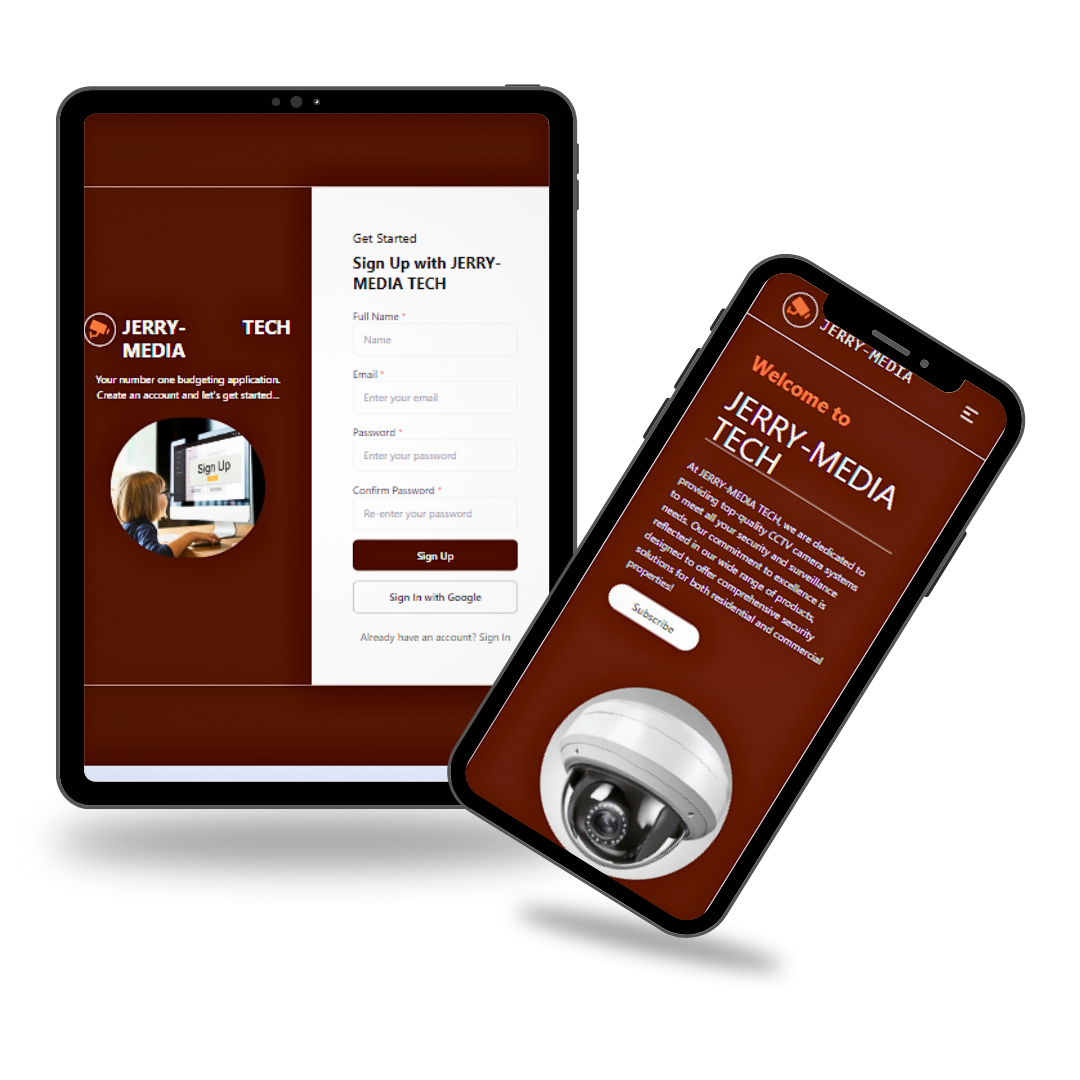 JERRY- TECH
MEDIA
Your number one budgeting application.
Create an account and let's get started...
Sign Up
Get Started
Sign Up with JERRY-
MEDIA TECH
Full Name *
Name
Email *
Enter your email
Password *
Enter your password
Confirm Password *
Re-enter your password
Sign Up
Sign In with Google
Already have an account? Sign In
JERRY-MEDIA
Welcome to
JERRY-MEDIA
TECH
At JERRY-MEDIA TECH, we are dedicated to
providing top-quality CCTV camera systems
to meet all your security and surveillance
needs. Our commitment to excellence is
reflected in our wide range of products,
designed to offer comprehensive security
solutions for both residential and commercial
properties!
Subscribe